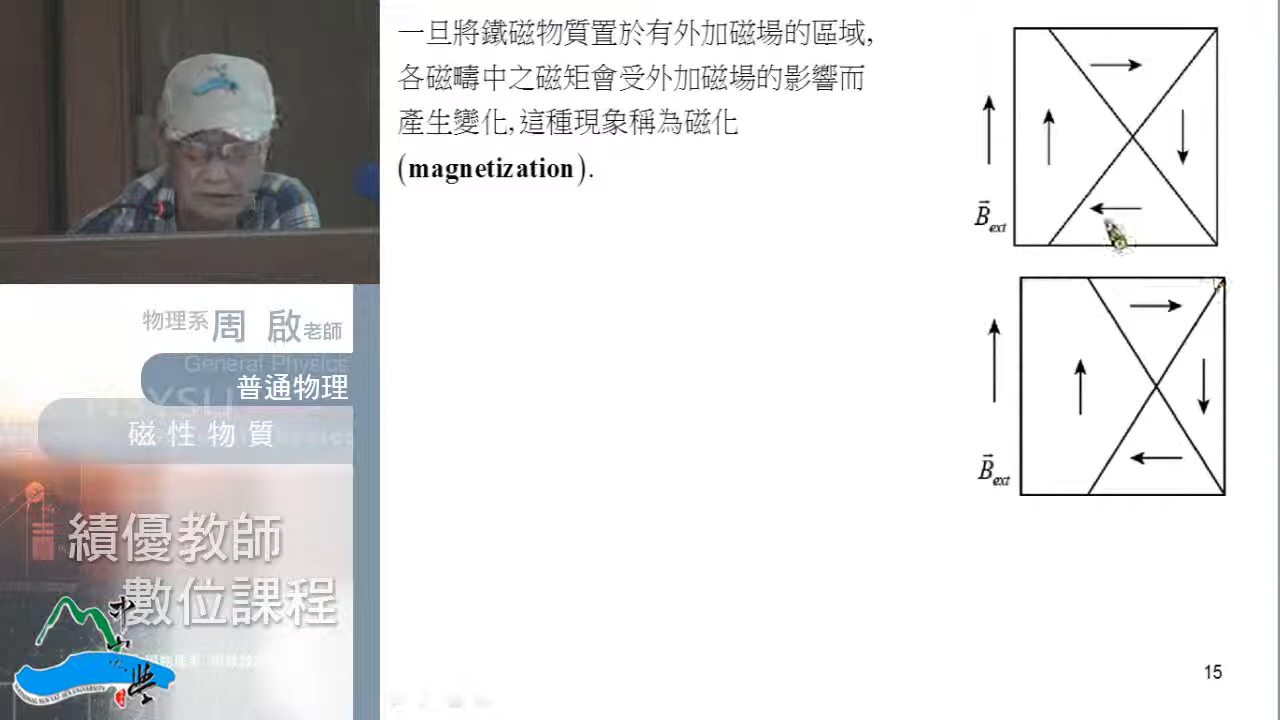 一旦將鐵磁物質置於有外加磁場的區域,
各磁疇中之磁矩會受外加磁場的影響而
產生變化,這種現象稱為磁化
(magnetization).
B⃗ext
B⃗ext
15
物理系周 啟老師
General Physics
普通物理
磁性物質
績優教師
數位課程